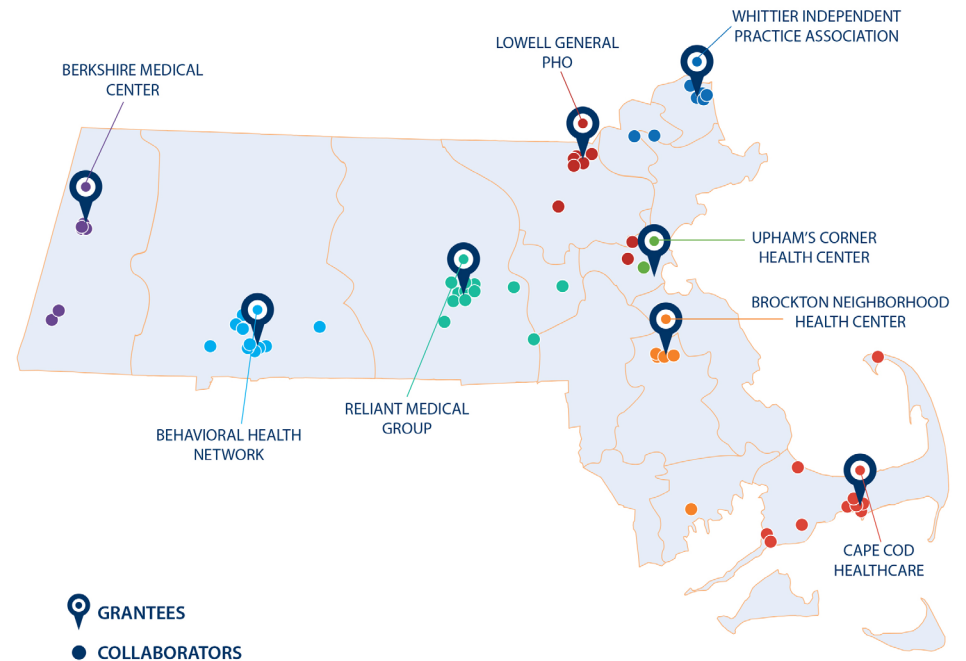 WHITTIER INDEPENDENT
PRACTICE ASSOCIATION
LOWELL GENERAL
PHO
BERKSHIRE MEDICAL
CENTER
UPHAM'S CORNER
HEALTH CENTER
BROCKTON NEIGHBORHOOD
HEALTH CENTER
RELIANT MEDICAL
GROUP
BEHAVIORAL HEALTH
NETWORK
CAPE COD
HEALTHCARE
GRANTEES
COLLABORATORS